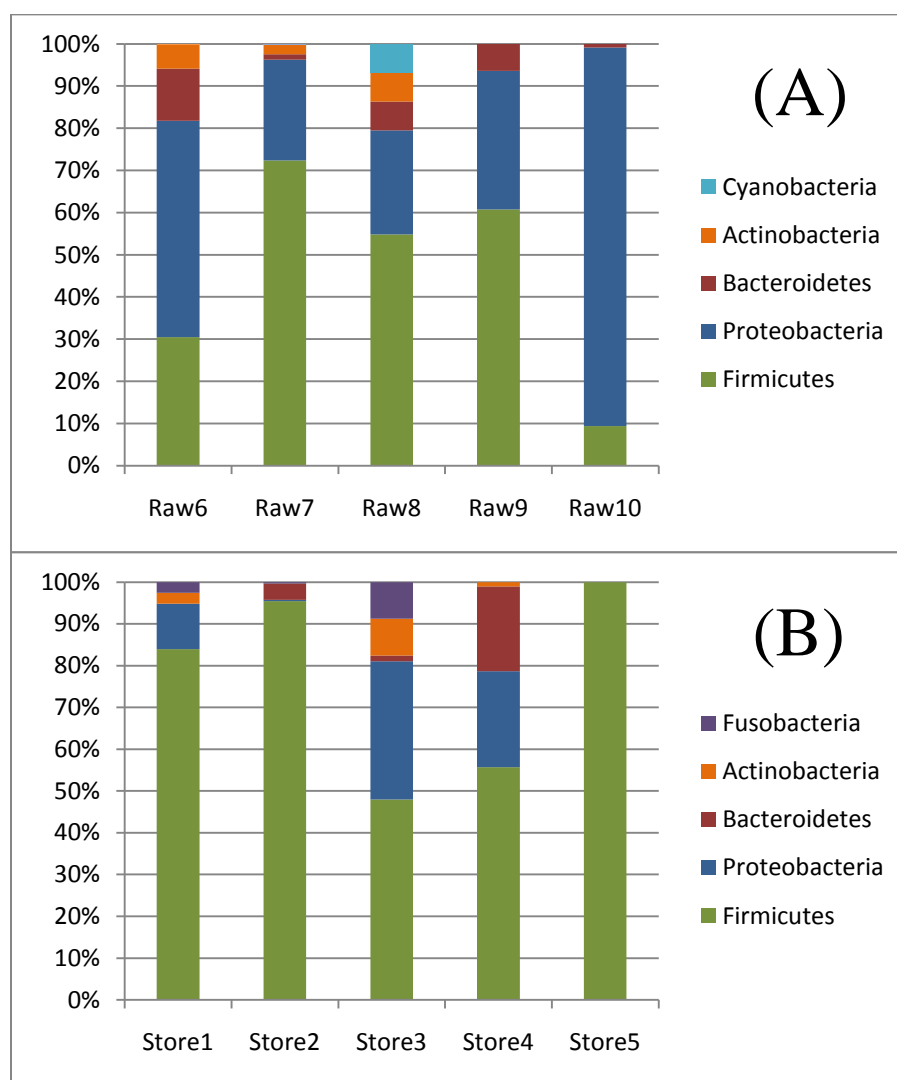 (A)
100%
90%
80%
70%
60%
50%
40%
30%
20%
10%
0%
Raw6 Raw7 Raw8 Raw9 Raw10
Cyanobacteria
Actinobacteria
Bacteroidetes
Proteobacteria
Firmicutes
(B)
100%
90%
80%
70%
60%
50%
40%
30%
20%
10%
0%
Store1 Store2 Store3 Store4 Store5
Fusobacteria
Actinobacteria
Bacteroidetes
Proteobacteria
Firmicutes